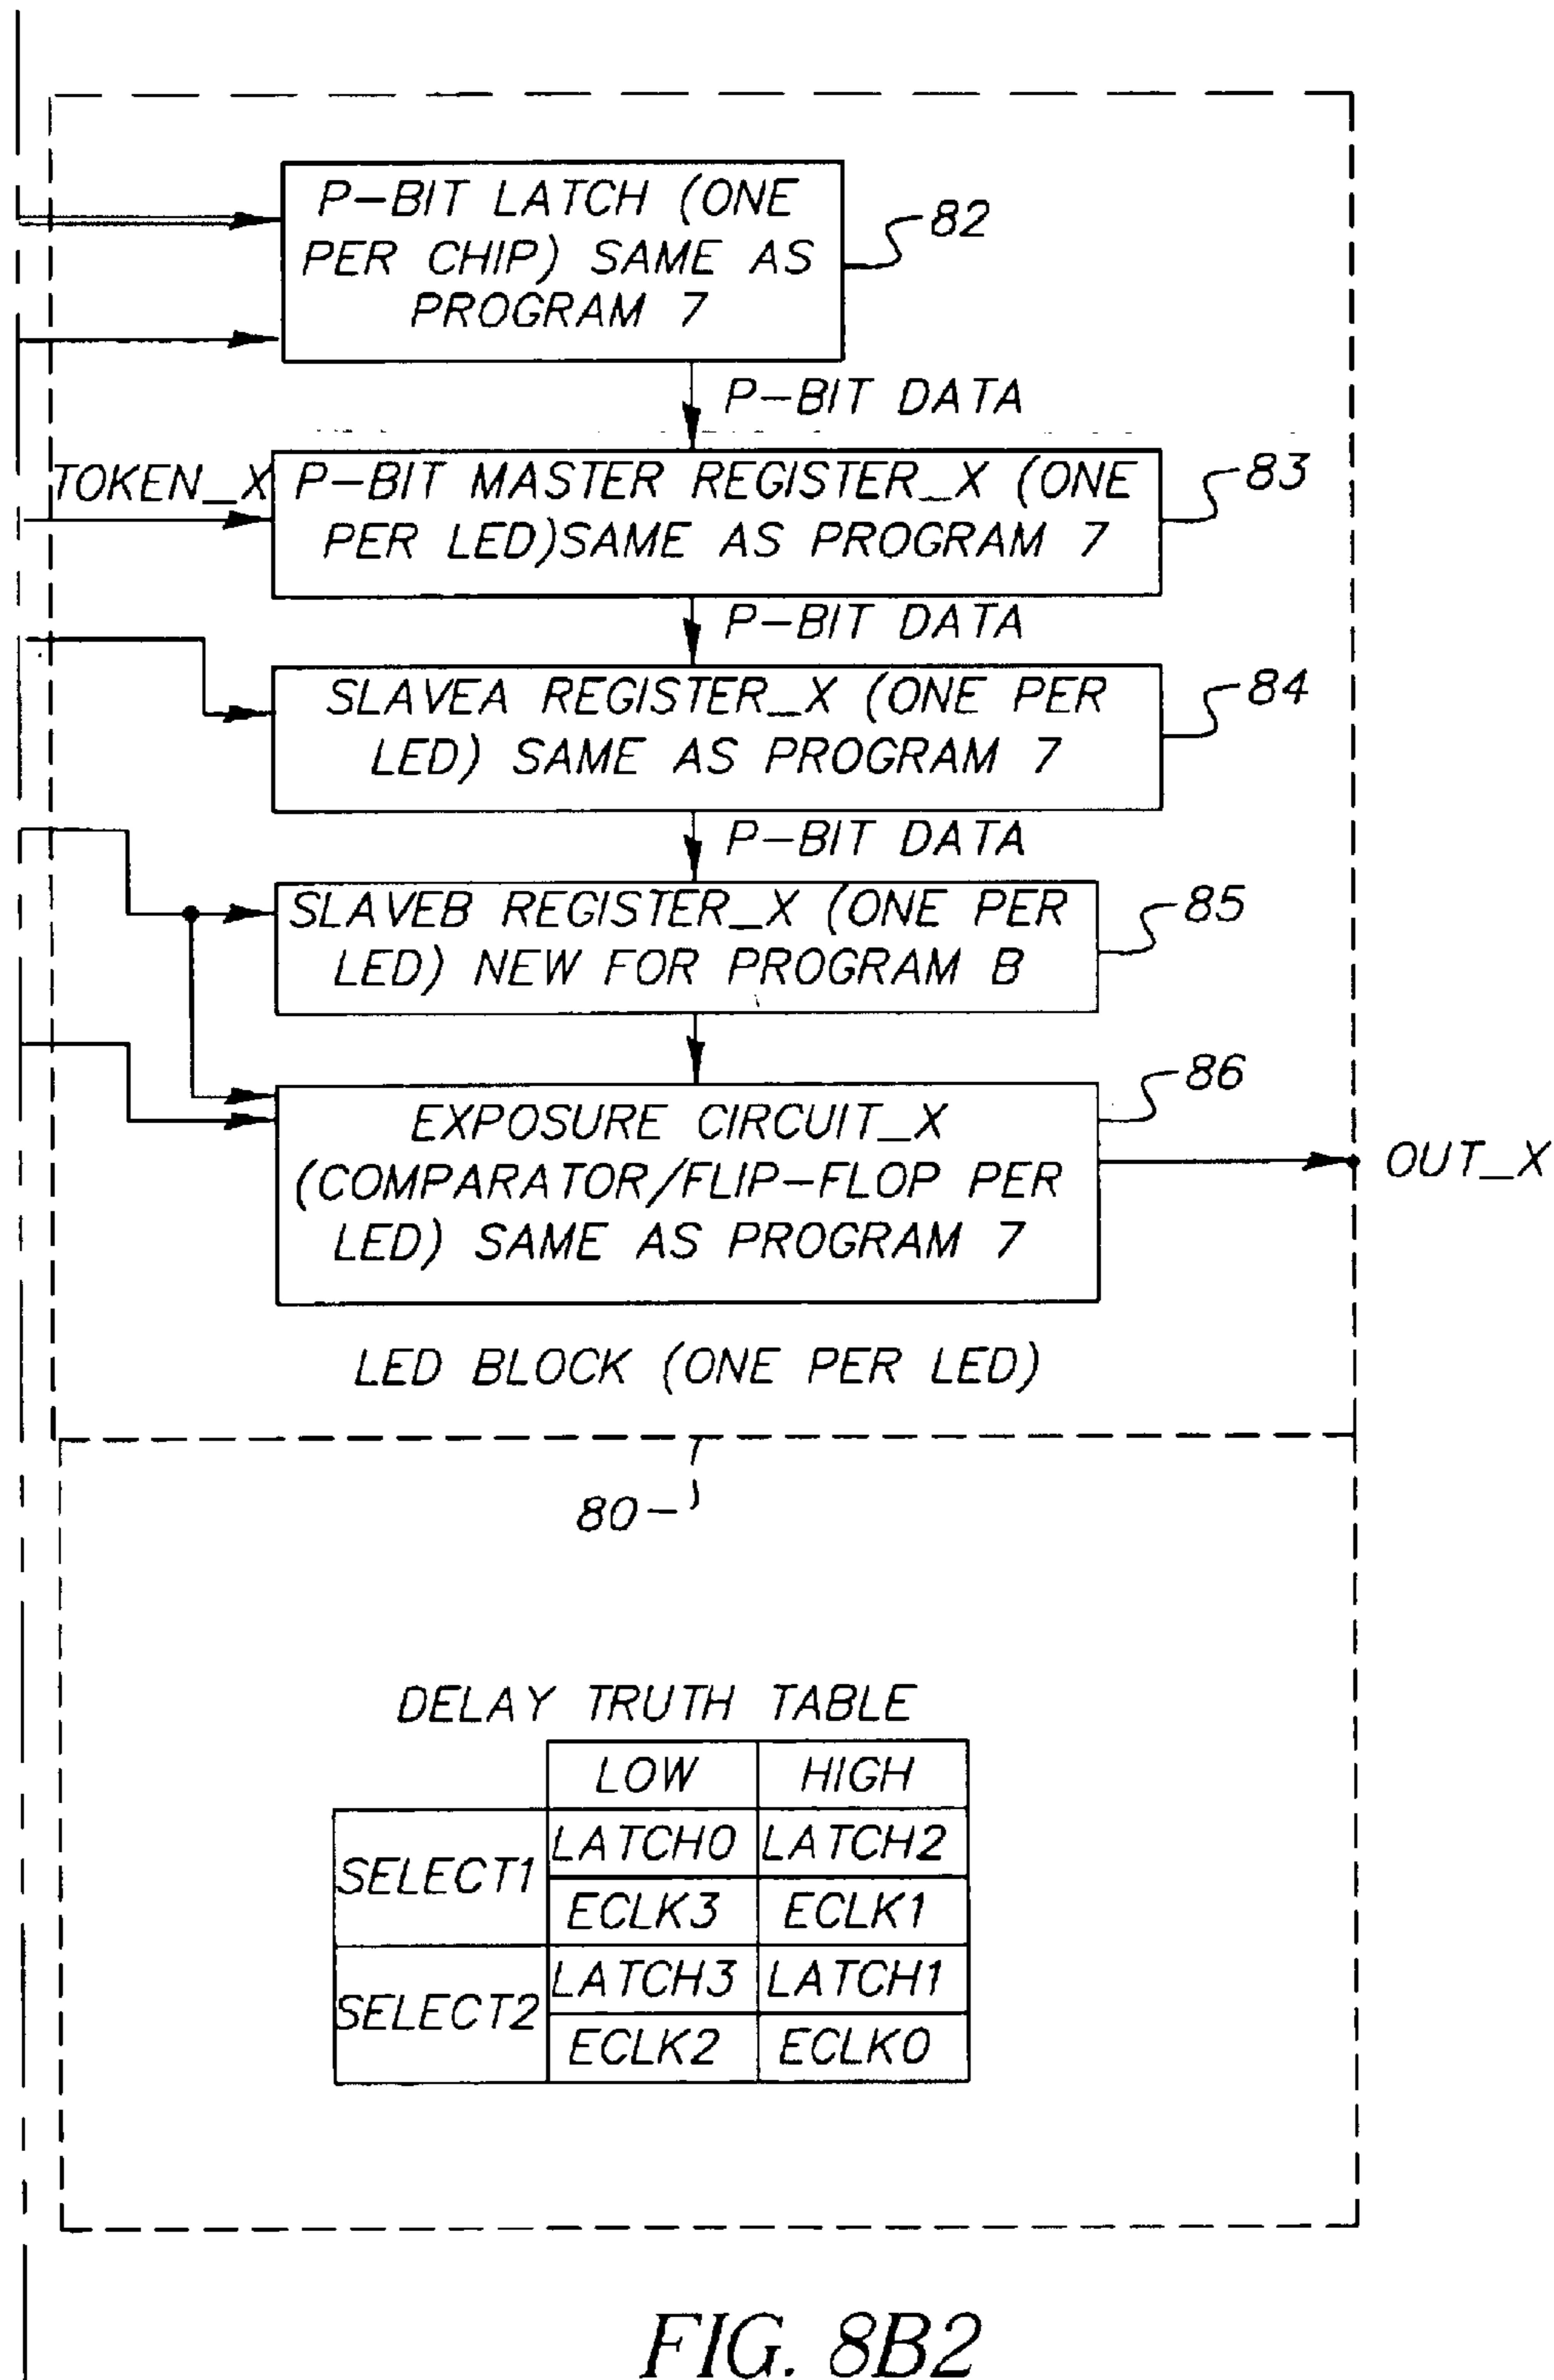 P-BIT LATCH (ONE
PER CHIP) SAME AS
PROGRAM 7
82
P-BIT DATA
TOKEN_X
P-BIT MASTER REGISTER_X (ONE
PER LED)SAME AS PROGRAM 7
83
P-BIT DATA
SLAVEA REGISTER_X (ONE PER
LED) SAME AS PROGRAM 7
84
P-BIT DATA
SLAVEB REGISTER_X (ONE PER
LED) NEW FOR PROGRAM B
85
EXPOSURE CIRCUIT_X
(COMPARATOR/FLIP-FLOP PER
LED) SAME AS PROGRAM 7
86
OUT_X
LED BLOCK (ONE PER LED)
80
DELAY TRUTH TABLE
LOW HIGH
SELECT1
LATCH0 LATCH2
ECLK3 ECLK1
SELECT2
LATCH3 LATCH1
ECLK2 ECLK0
FIG. 8B2